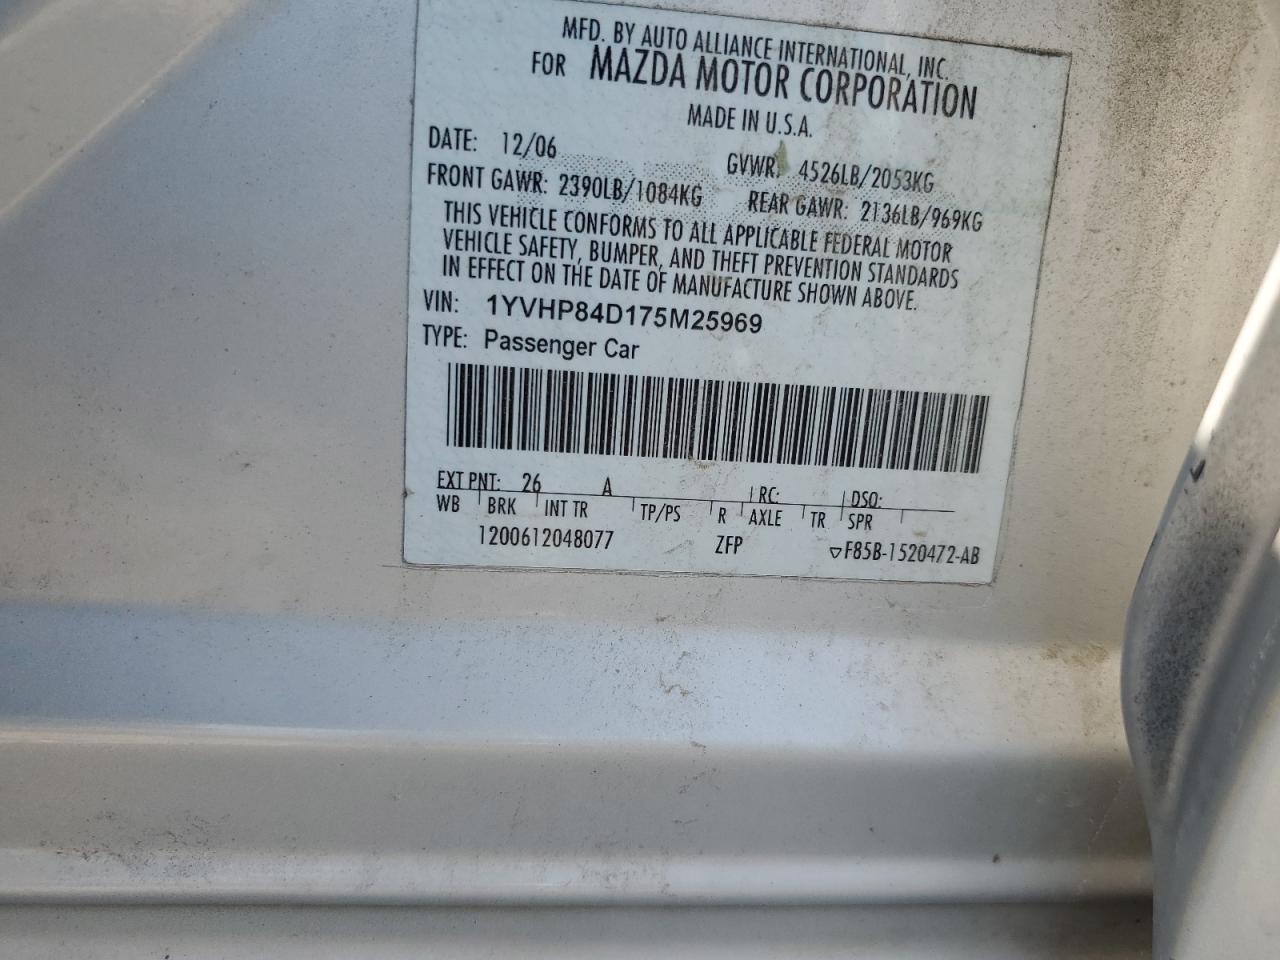 MFD. BY AUTO ALLIANCE INTERNATIONAL, INC.
FOR MAZDA MOTOR CORPORATION
MADE IN U.S.A.
DATE: 12/06 GVWR: 4526LB/2053KG
FRONT GAWR: 2390LB/1084KG REAR GAWR: 2136LB/969KG
THIS VEHICLE CONFORMS TO ALL APPLICABLE FEDERAL MOTOR
VEHICLE SAFETY, BUMPER, AND THEFT PREVENTION STANDARDS
IN EFFECT ON THE DATE OF MANUFACTURE SHOWN ABOVE.
VIN: 1YVHP84D175M25969
TYPE: Passenger Car
EXT PNT: 26 A RC: DSO:
WB BRK INT TR TP/PS R AXLE TR SPR
1200612048077 ZFP ▽F85B-1520472-AB